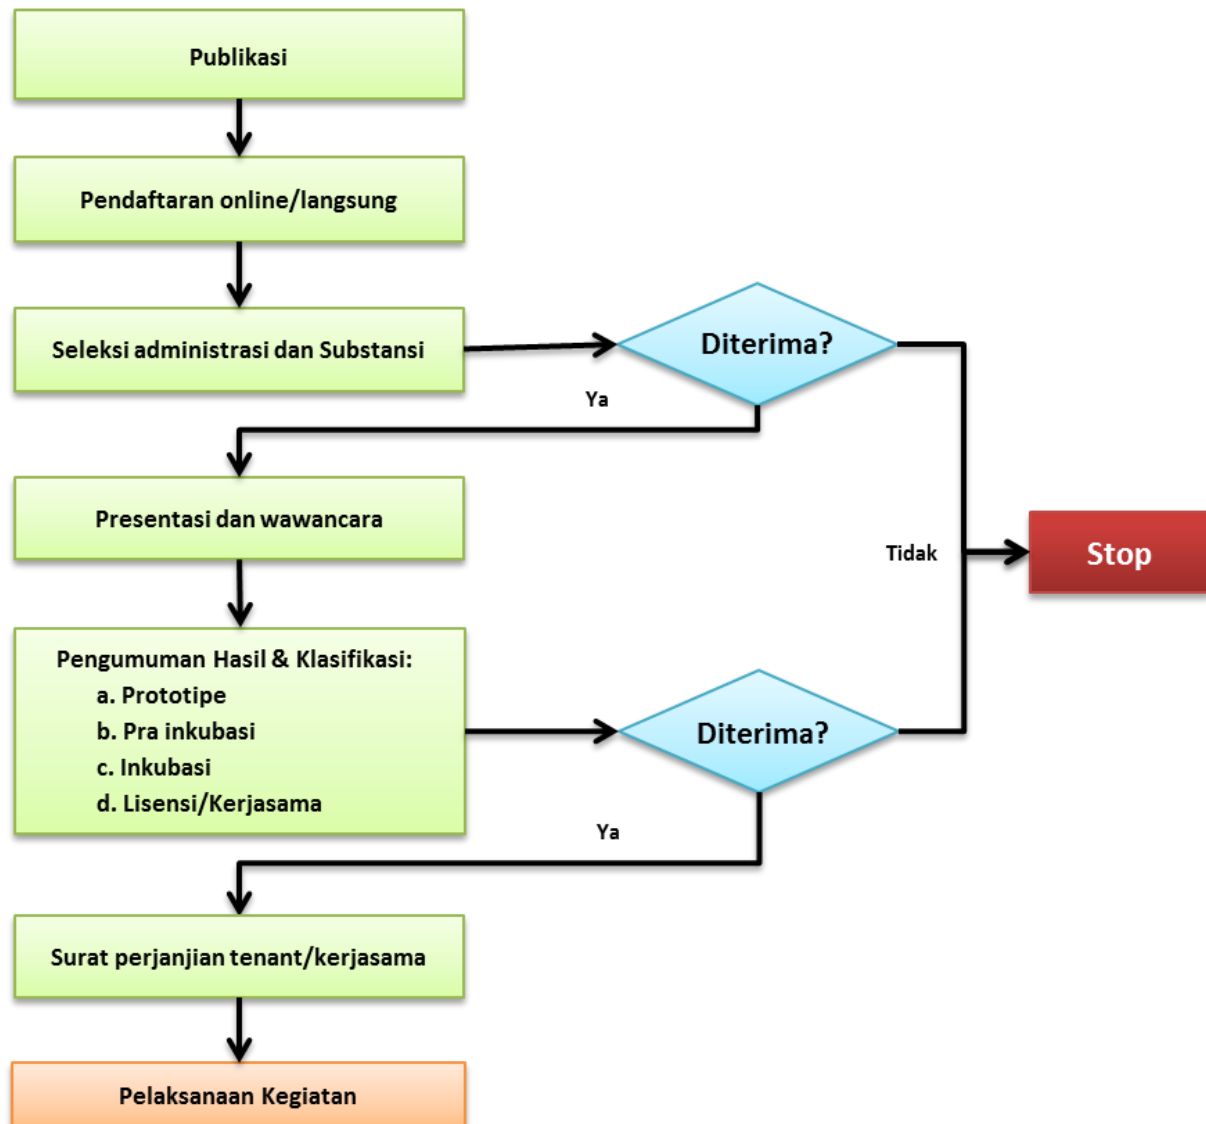 Publikasi
Pendaftaran online/langsung
Seleksi administrasi dan Substansi
Diterima?
Ya
Presentasi dan wawancara
Tidak
Stop
Pengumuman Hasil & Klasifikasi:
a. Prototipe
b. Pra inkubasi
c. Inkubasi
d. Lisensi/Kerjasama
Diterima?
Ya
Surat perjanjian tenant/kerjasama
Pelaksanaan Kegiatan